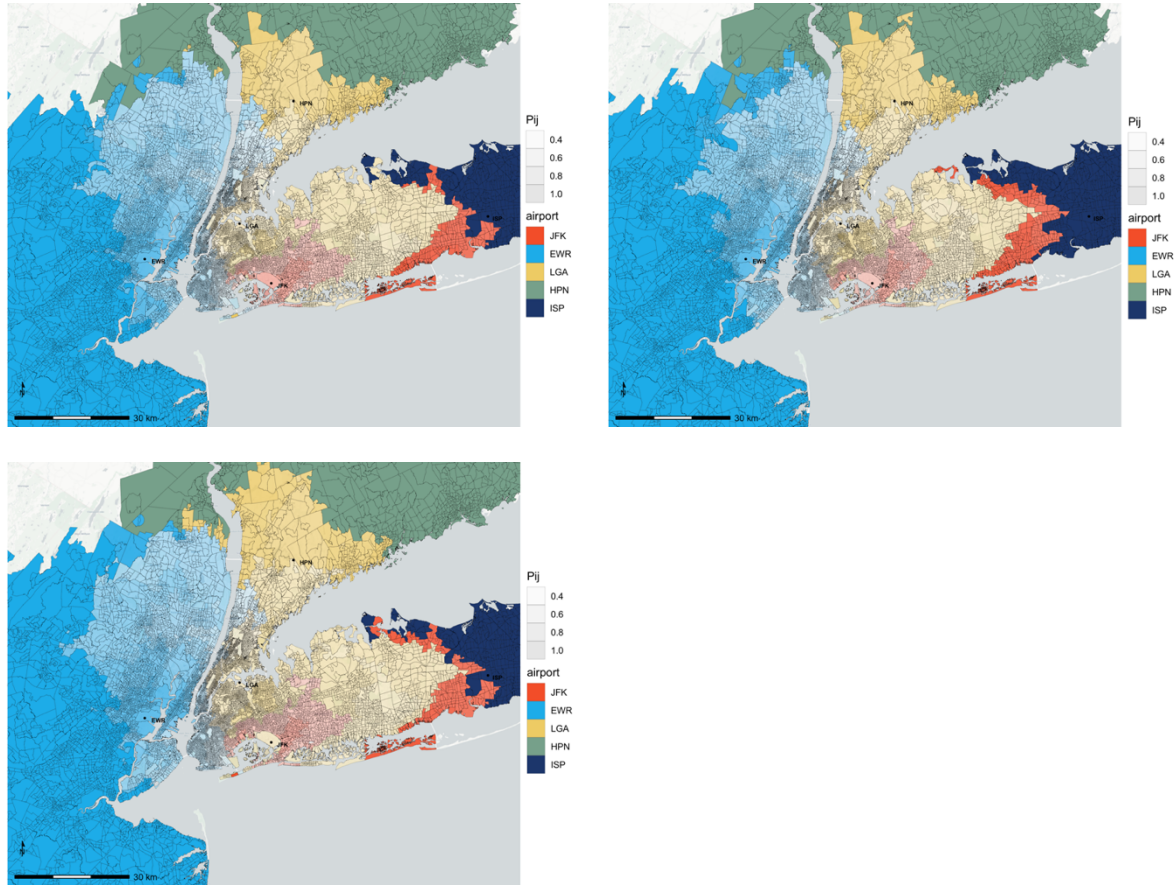 HPN
LGA
EWR
JFK
ISP
N
30 km
Pij
0.4
0.6
0.8
1.0
airport
JFK
EWR
LGA
HPN
ISP
HPN
LGA
EWR
JFK
ISP
N
30 km
Pij
0.4
0.6
0.8
1.0
airport
JFK
EWR
LGA
HPN
ISP
HPN
LGA
EWR
JFK
ISP
N
30 km
Pij
0.4
0.6
0.8
1.0
airport
JFK
EWR
LGA
HPN
ISP